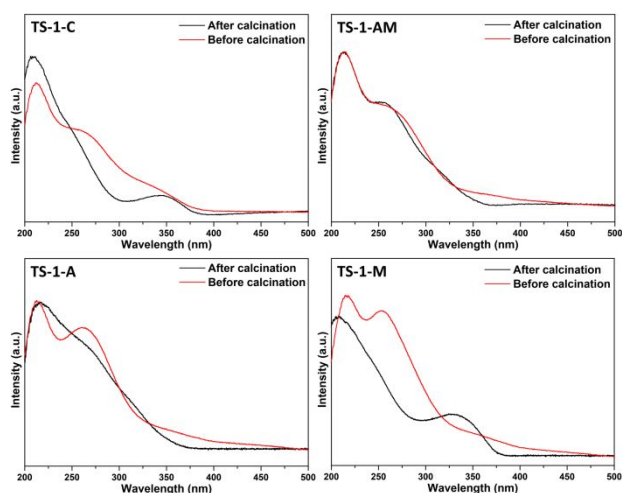 TS-1-C
After calcination
Before calcination
Intensity (a.u.)
200 250 300 350 400 450 500
Wavelength (nm)
TS-1-AM
After calcination
Before calcination
Intensity (a.u.)
200 250 300 350 400 450 500
Wavelength (nm)
TS-1-A
After calcination
Before calcination
Intensity (a.u.)
200 250 300 350 400 450 500
Wavelength (nm)
TS-1-M
After calcination
Before calcination
Intensity (a.u.)
200 250 300 350 400 450 500
Wavelength (nm)